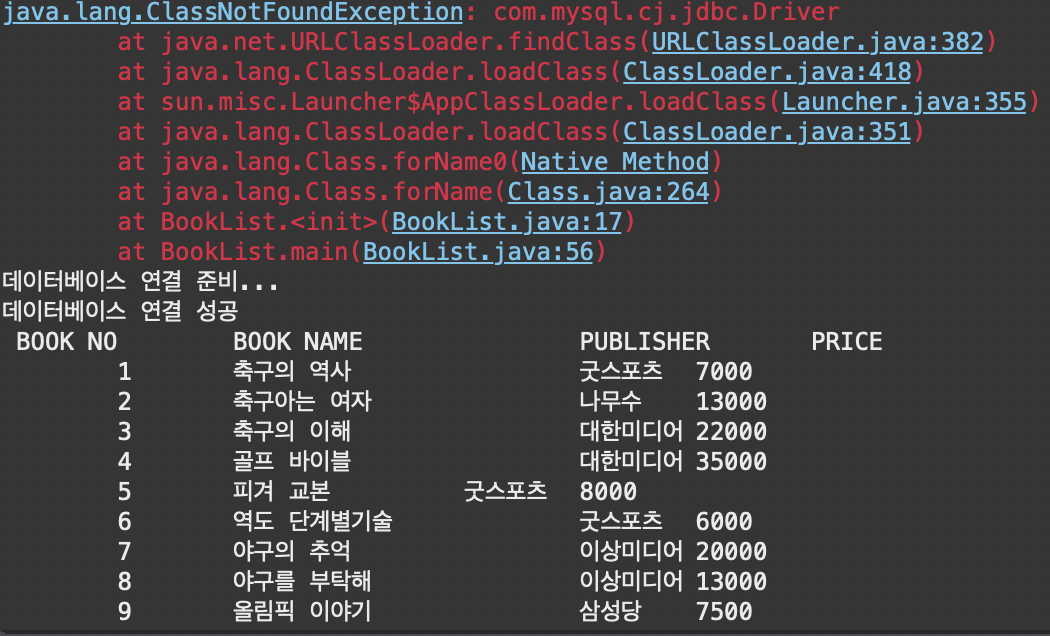 java.lang.ClassNotFoundException: com.mysql.cj.jdbc.Driver
at java.net.URLClassLoader.findClass(URLClassLoader.java:382)
at java.lang.ClassLoader.loadClass(ClassLoader.java:418)
at sun.misc.Launcher$AppClassLoader.loadClass(Launcher.java:355)
at java.lang.ClassLoader.loadClass(ClassLoader.java:351)
at java.lang.Class.forName0(Native Method)
at java.lang.Class.forName(Class.java:264)
at BookList.<init>(BookList.java:17)
at BookList.main(BookList.java:56)
데이터베이스 연결 준비...
데이터베이스 연결 성공
BOOK NO BOOK NAME PUBLISHER PRICE
1 축구의 역사 굿스포츠 7000
2 축구아는 여자 나무수 13000
3 축구의 이해 대한미디어 22000
4 골프 바이블 대한미디어 35000
5 피겨 교본 굿스포츠 8000
6 역도 단계별기술 굿스포츠 6000
7 야구의 추억 이상미디어 20000
8 야구를 부탁해 이상미디어 13000
9 올림픽 이야기 삼성당 7500